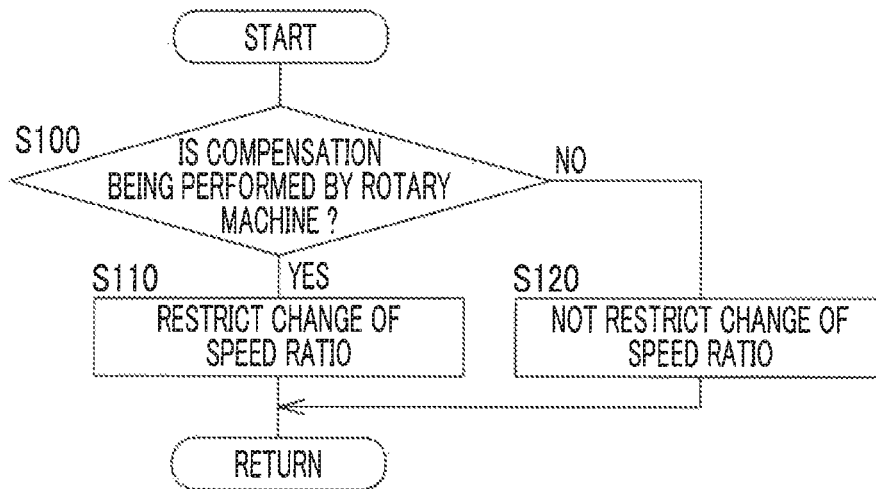 START
S100
IS COMPENSATION
BEING PERFORMED BY ROTARY
MACHINE ?
NO
YES
S110
RESTRICT CHANGE OF
SPEED RATIO
S120
NOT RESTRICT CHANGE OF
SPEED RATIO
RETURN